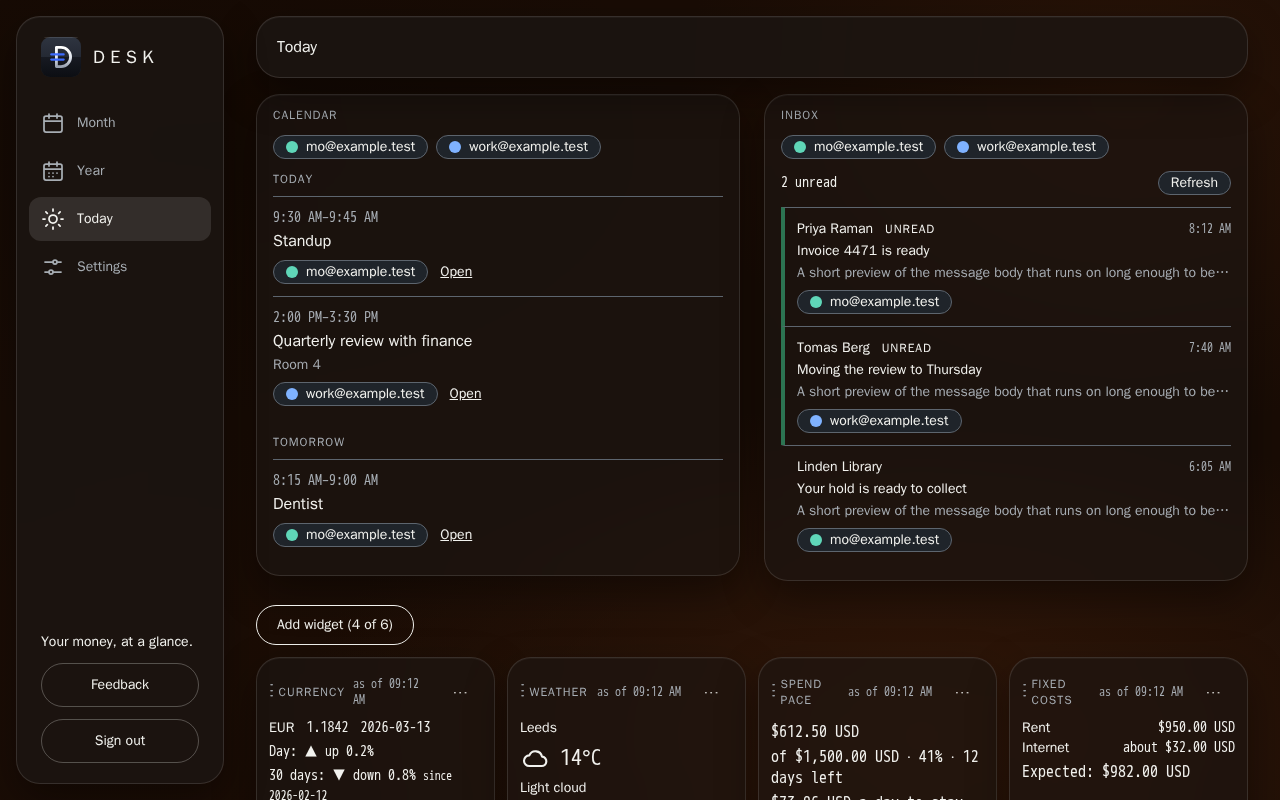 DESK
Month
Year
Today
Settings
Your money, at a glance.
Feedback
Sign out
Today
CALENDAR
mo@example.test work@example.test
TODAY
9:30 AM–9:45 AM
Standup
mo@example.test Open
2:00 PM–3:30 PM
Quarterly review with finance
Room 4
work@example.test Open
TOMORROW
8:15 AM–9:00 AM
Dentist
mo@example.test Open
INBOX
mo@example.test work@example.test
2 unread Refresh
Priya Raman UNREAD 8:12 AM
Invoice 4471 is ready
A short preview of the message body that runs on long enough to be…
mo@example.test
Tomas Berg UNREAD 7:40 AM
Moving the review to Thursday
A short preview of the message body that runs on long enough to be…
work@example.test
Linden Library 6:05 AM
Your hold is ready to collect
A short preview of the message body that runs on long enough to be…
mo@example.test
Add widget (4 of 6)
CURRENCY as of 09:12
AM
EUR 1.1842 2026-03-13
Day: ▲ up 0.2%
30 days: ▼ down 0.8% since
2026-02-12
WEATHER as of 09:12 AM
Leeds
14°C
Light cloud
SPEND
PACE as of 09:12 AM
$612.50 USD
of $1,500.00 USD · 41% · 12
days left
FIXED
COSTS as of 09:12 AM
Rent $950.00 USD
Internet about $32.00 USD
Expected: $982.00 USD